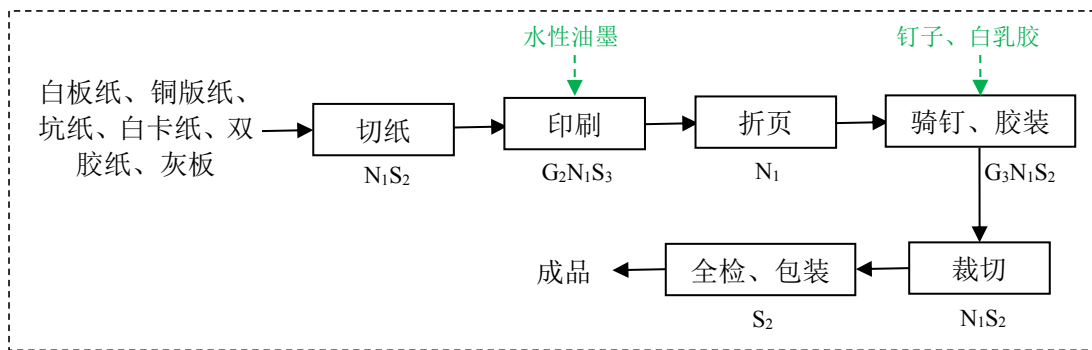 水性油墨
钉子、白乳胶
白板纸、铜版纸、
坑纸、白卡纸、双
胶纸、灰板
切纸
印刷
折页
骑钉、胶装
N₁S₂
G₂N₁S₃
N₁
G₃N₁S₂
成品
全检、包装
裁切
S₂
N₁S₂